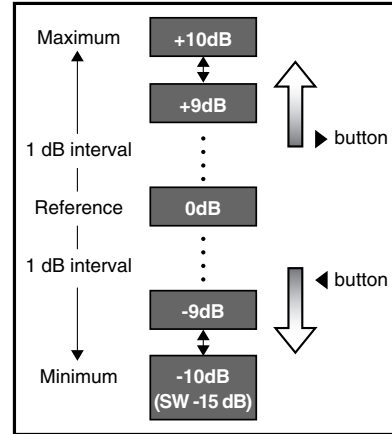 Maximum
+10dB
+9dB
1 dB interval
▶ button
Reference
0dB
1 dB interval
◀ button
-9dB
Minimum
-10dB
(SW -15 dB)